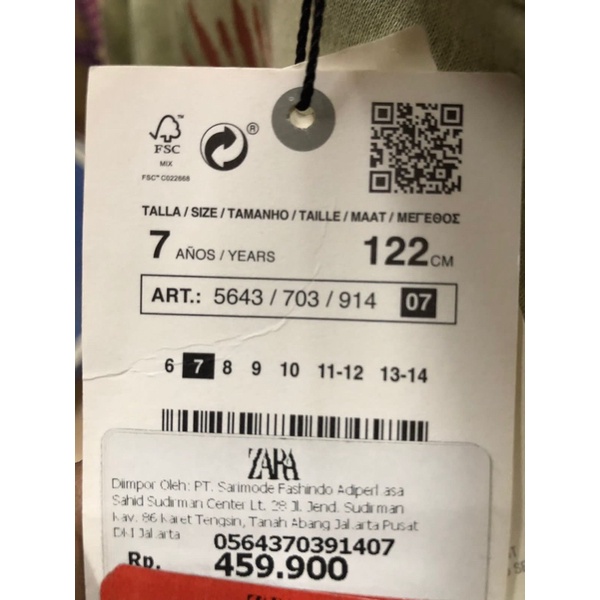 FSC™
MIX
FSC® C022868
®
TALLA / SIZE / TAMANHO / TAILLE / MAAT / ΜΕΓΕΘΟΣ
7 AÑOS / YEARS 122 CM
ART.: 5643 / 703 / 914 07
6 7 8 9 10 11-12 13-14
ZARA
Diimpor Oleh: PT. Sarimode Fashindo Adiperkasa
Sahid Sudirman Center Lt. 28 Jl. Jend. Sudirman
Kav. 86 Karet Tengsin, Tanah Abang Jakarta Pusat
DKI Jakarta
0564370391407
Rp. 459.900